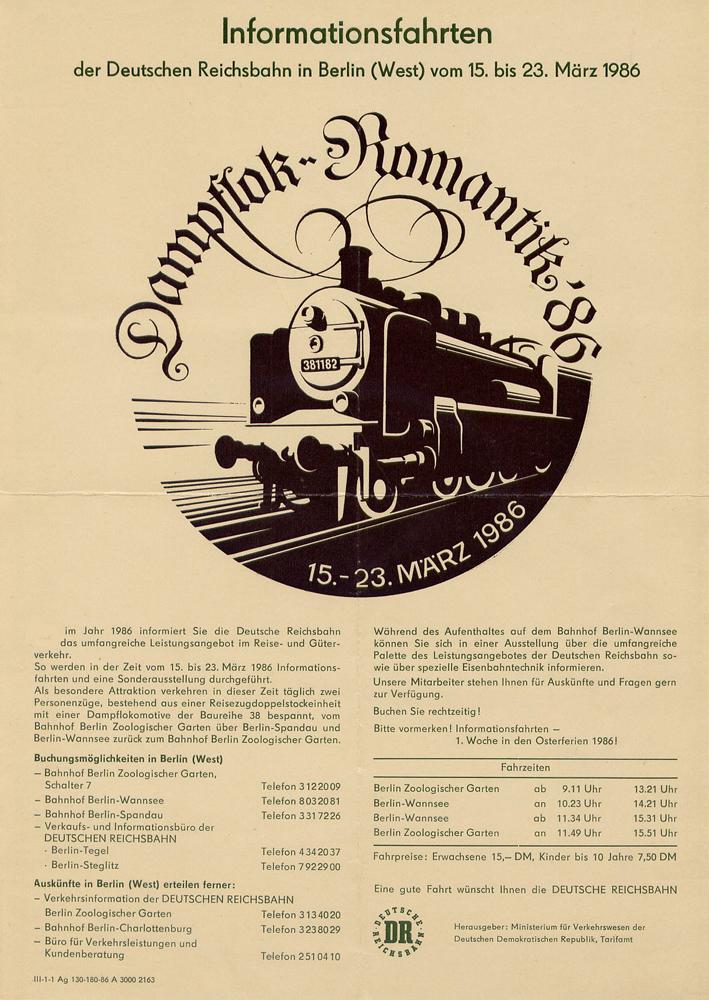 Informationsfahrten
der Deutschen Reichsbahn in Berlin (West) vom 15. bis 23. März 1986
Dampflok-Romantik '86
381182
15.-23. MÄRZ 1986
im Jahr 1986 informiert Sie die Deutsche Reichsbahn
das umfangreiche Leistungsangebot im Reise- und Güter-
verkehr.
So werden in der Zeit vom 15. bis 23. März 1986 Informations-
fahrten und eine Sonderausstellung durchgeführt.
Als besondere Attraktion verkehren in dieser Zeit täglich zwei
Personenzüge, bestehend aus einer Reisezugdoppelstockeinheit
mit einer Dampflokomotive der Baureihe 38 bespannt, vom
Bahnhof Berlin Zoologischer Garten über Berlin-Spandau und
Berlin-Wannsee zurück zum Bahnhof Berlin Zoologischer Garten.
Buchungsmöglichkeiten in Berlin (West)
– Bahnhof Berlin Zoologischer Garten,
Schalter 7 Telefon 3122009
– Bahnhof Berlin-Wannsee Telefon 8032081
– Bahnhof Berlin-Spandau Telefon 3317226
– Verkaufs- und Informationsbüro der
DEUTSCHEN REICHSBAHN
· Berlin-Tegel Telefon 4342037
· Berlin-Steglitz Telefon 7922900
Auskünfte in Berlin (West) erteilen ferner:
– Verkehrsinformation der DEUTSCHEN REICHSBAHN
Berlin Zoologischer Garten Telefon 3134020
– Bahnhof Berlin-Charlottenburg Telefon 3238029
– Büro für Verkehrsleistungen und
Kundenberatung Telefon 2510410
III-1-1 Ag 130-180-86 A 3000 2163
Während des Aufenthaltes auf dem Bahnhof Berlin-Wannsee
können Sie sich in einer Ausstellung über die umfangreiche
Palette des Leistungsangebotes der Deutschen Reichsbahn so-
wie über spezielle Eisenbahntechnik informieren.
Unsere Mitarbeiter stehen Ihnen für Auskünfte und Fragen gern
zur Verfügung.
Buchen Sie rechtzeitig!
Bitte vormerken! Informationsfahrten –
1. Woche in den Osterferien 1986!
Fahrzeiten
Berlin Zoologischer Garten ab 9.11 Uhr 13.21 Uhr
Berlin-Wannsee an 10.23 Uhr 14.21 Uhr
Berlin-Wannsee ab 11.34 Uhr 15.31 Uhr
Berlin Zoologischer Garten an 11.49 Uhr 15.51 Uhr
Fahrpreise: Erwachsene 15,– DM, Kinder bis 10 Jahre 7,50 DM
Eine gute Fahrt wünscht Ihnen die DEUTSCHE REICHSBAHN
DEUTSCHE
DR
REICHSBAHN
Herausgeber: Ministerium für Verkehrswesen der
Deutschen Demokratischen Republik, Tarifamt